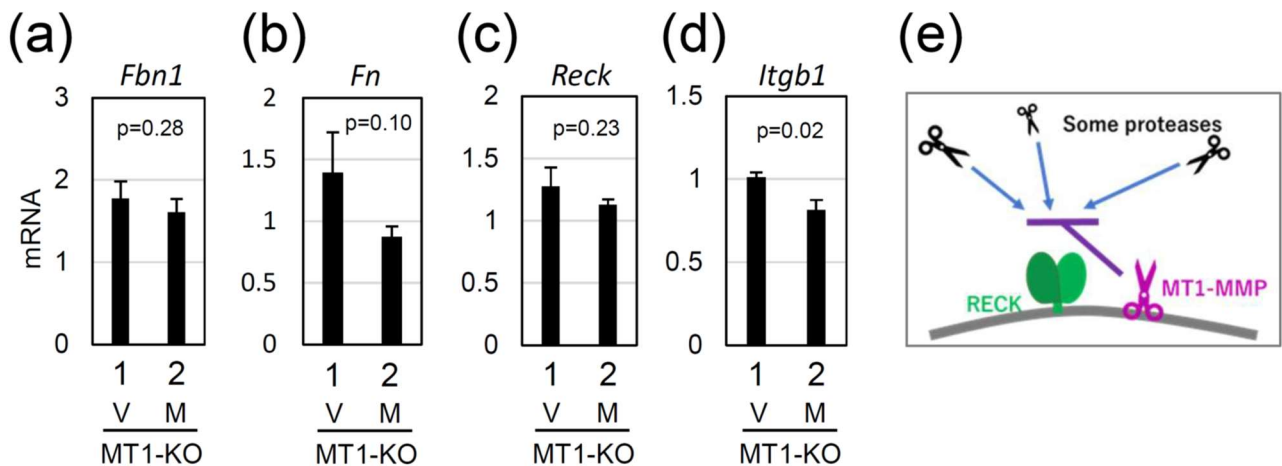 (a)
Fbn1
mRNA
3
2
1
0
p=0.28
1 2
V M
MT1-KO
(b)
Fn
2
1.5
1
0.5
0
p=0.10
1 2
V M
MT1-KO
(c)
Reck
2
1.5
1
0.5
0
p=0.23
1 2
V M
MT1-KO
(d)
Itgb1
1.5
1
0.5
0
p=0.02
1 2
V M
MT1-KO
(e)
Some proteases
RECK
MT1-MMP